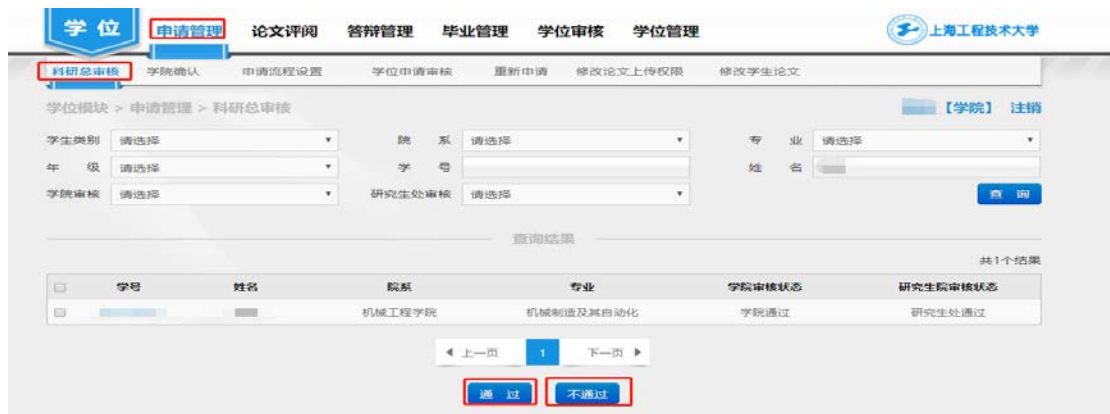 学位 申请管理 论文评阅 答辩管理 毕业管理 学位审核 学位管理 上海工程技术大学
科研总审核 学院确认 申请流程设置 学位申请审核 重新申请 修改论文上传权限 修改学生论文
学位模块 > 申请管理 > 科研总审核 【学院】 注销
学生类别 请选择 院 系 请选择 专 业 请选择
年 级 请选择 学 号 姓 名
学院审核 请选择 研究生处审核 请选择 查 询
查询结果
共1个结果
学号 姓名 院系 专业 学院审核状态 研究生院审核状态
机械工程学院 机械制造及其自动化 学院通过 研究生处通过
上一页 1 下一页
通 过 不通过